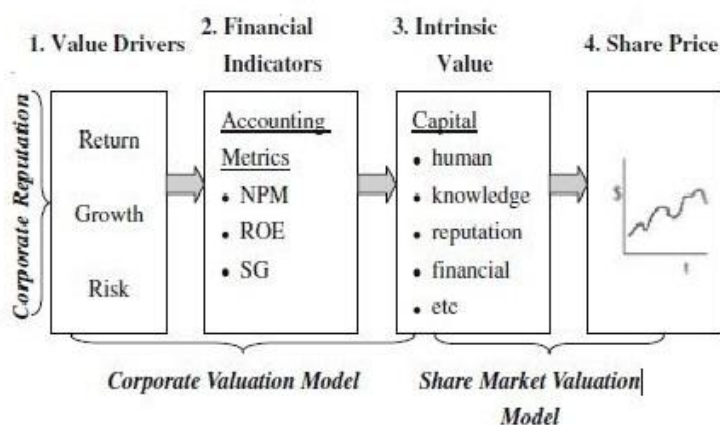 1. Value Drivers
2. Financial
Indicators
3. Intrinsic
Value
4. Share Price
Corporate Reputation
Return
Growth
Risk
Accounting
Metrics
• NPM
• ROE
• SG
Capital
• human
• knowledge
• reputation
• financial
• etc
$
t
Corporate Valuation Model
Share Market Valuation
Model